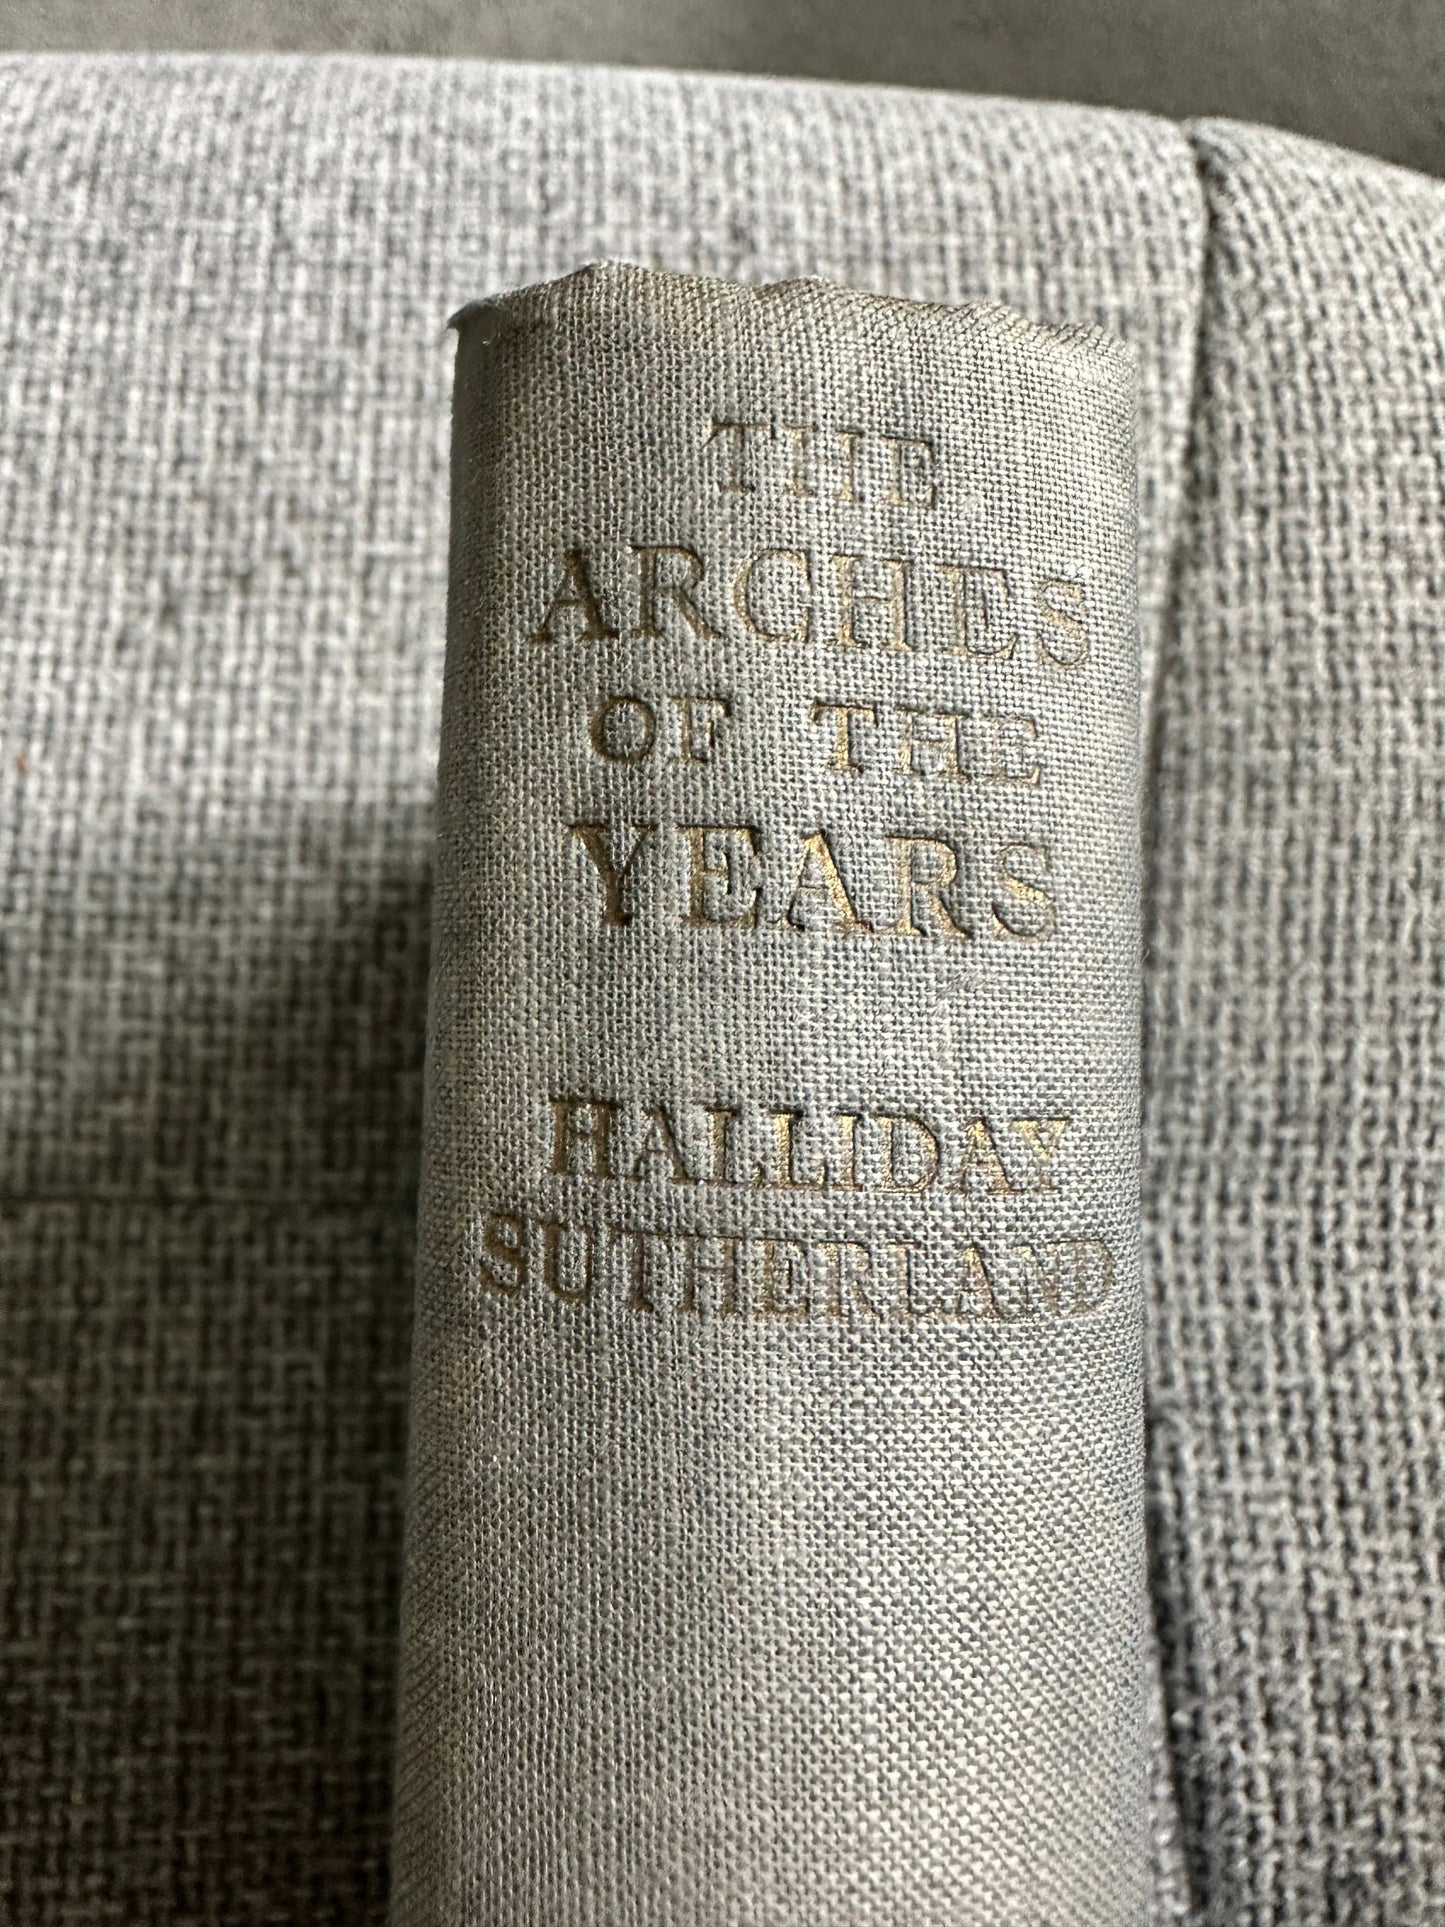 THE
ARCHES
OF THE
YEARS
HALLIDAY
SUTHERLAND